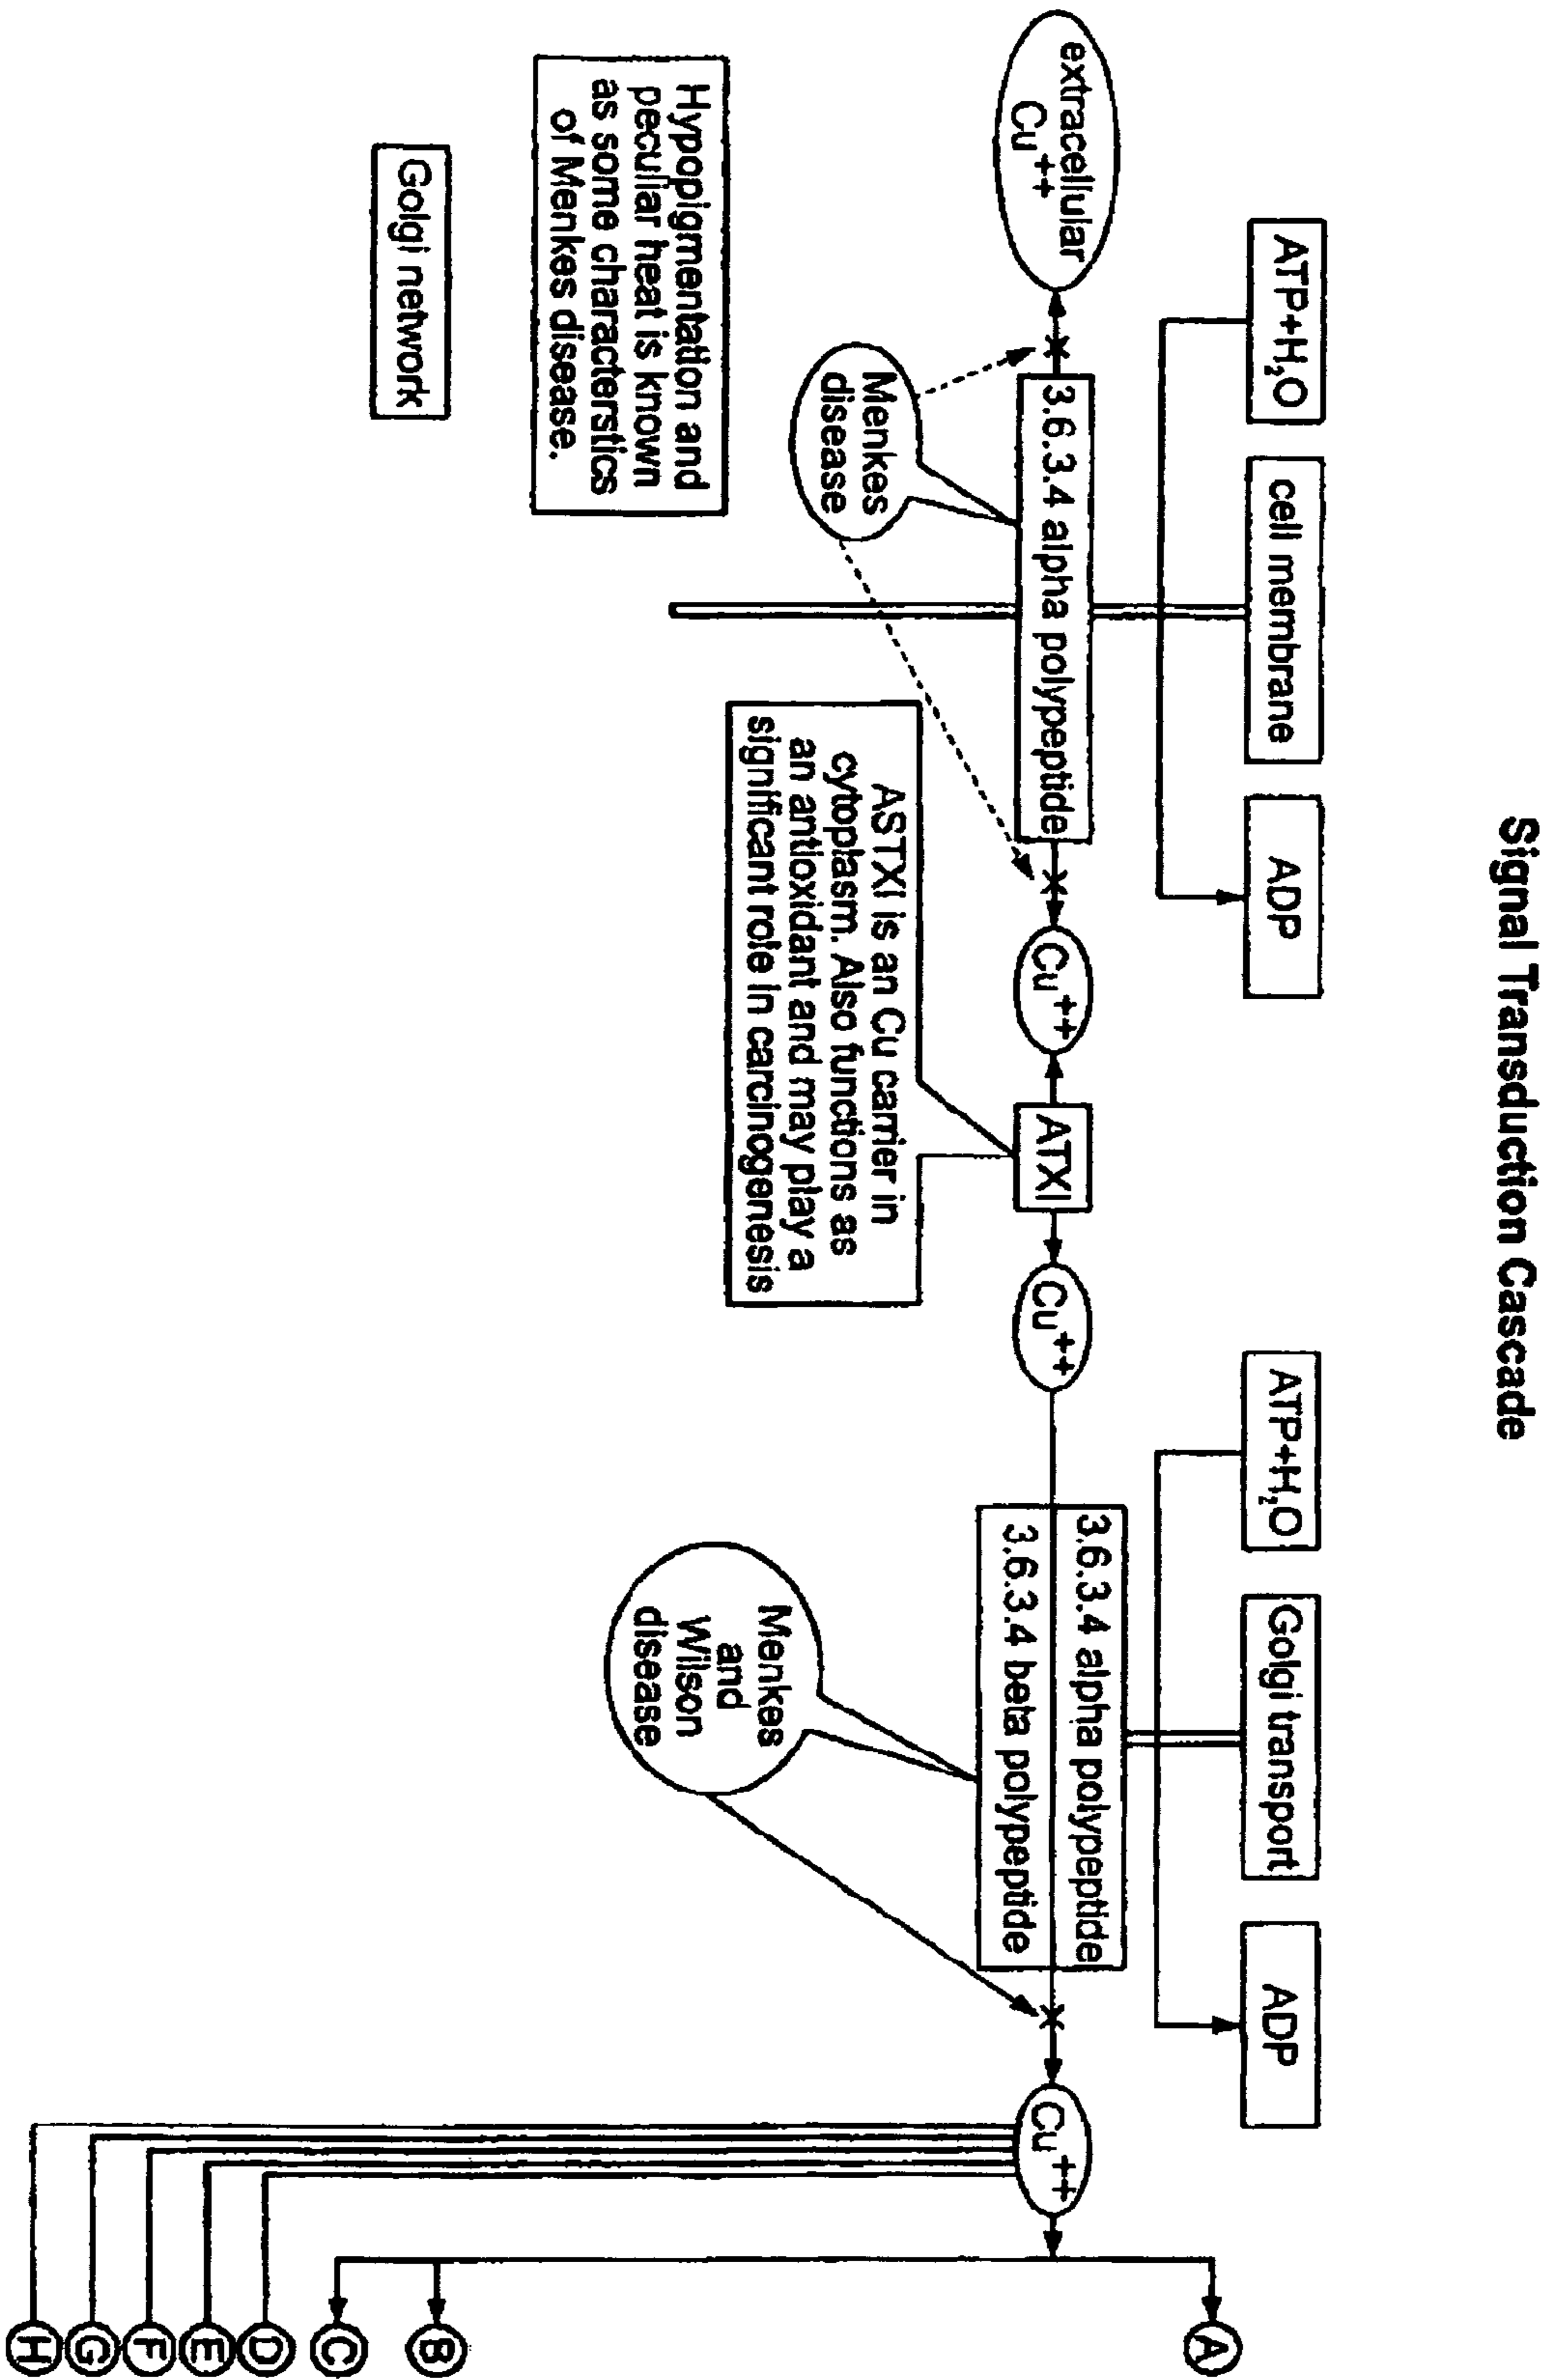 Signal Transduction Cascade
ATP+H₂O
cell membrane
ADP
ATP+H₂O
Golgi transport
ADP
extracellular
Cu⁺⁺
3.6.3.4 alpha polypeptide
Cu⁺⁺
ATXI
Cu⁺⁺
3.6.3.4 alpha polypeptide
3.6.3.4 beta polypeptide
Cu⁺⁺
Menkes
disease
ASTXI is an Cu carrier in
cytoplasm. Also functions as
an antioxidant and may play a
significant role in carcinogenesis
Menkes
and
Wilson
disease
Hypopigmentation and
peculiar heat is known
as some characterstics
of Menkes disease.
Golgi network
A
B
C
D
E
F
G
H